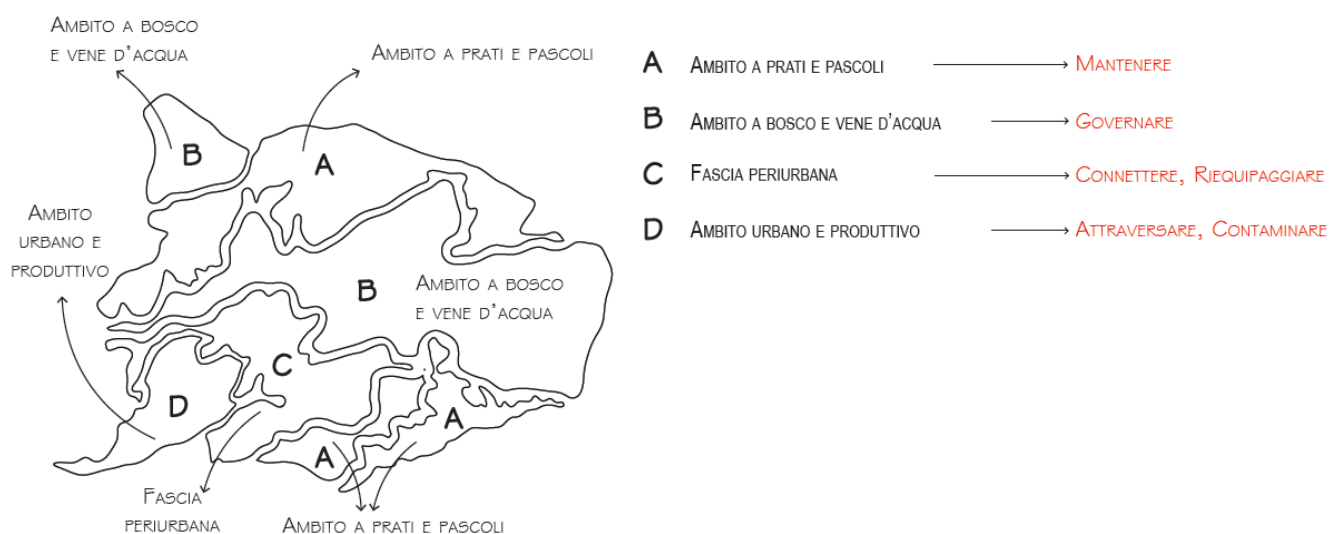 Ambito a bosco
e vene d'acqua
Ambito a prati e pascoli
B
A
Ambito
urbano e
produttivo
B
Ambito a bosco
e vene d'acqua
C
D
A
A
Fascia
periurbana
Ambito a prati e pascoli
A Ambito a prati e pascoli Mantenere
B Ambito a bosco e vene d'acqua Governare
C Fascia periurbana Connettere, Riequipaggiare
D Ambito urbano e produttivo Attraversare, Contaminare